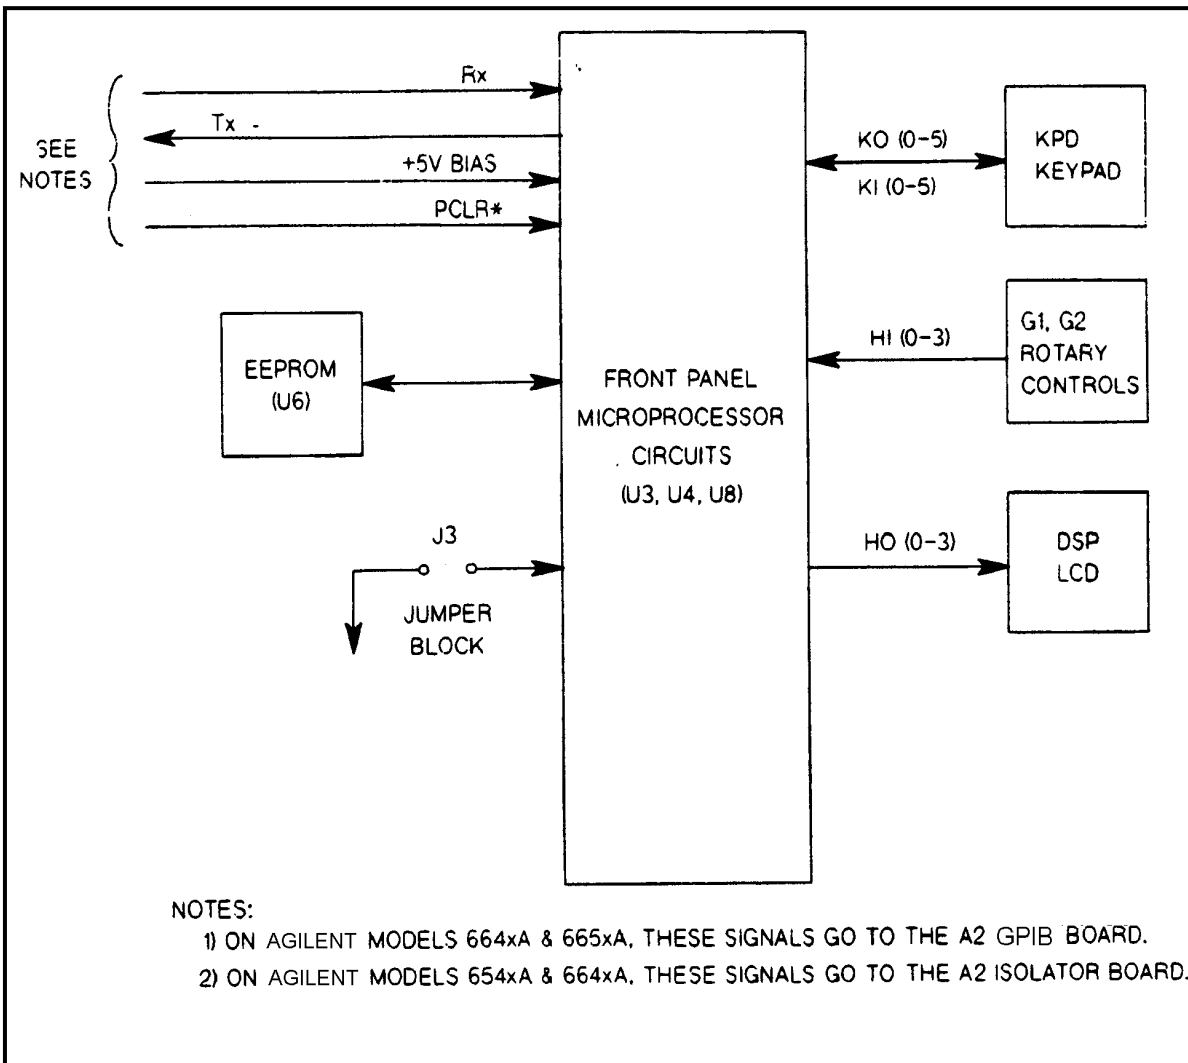 Rx
Tx
+5V BIAS
PCLR*
SEE
NOTES
EEPROM
(U6)
J3
JUMPER
BLOCK
FRONT PANEL
MICROPROCESSOR
CIRCUITS
(U3, U4, U8)
KO (0-5)
KI (0-5)
KPD
KEYPAD
HI (0-3)
G1, G2
ROTARY
CONTROLS
HO (0-3)
DSP
LCD
NOTES:
1) ON AGILENT MODELS 664xA & 665xA, THESE SIGNALS GO TO THE A2 GPIB BOARD.
2) ON AGILENT MODELS 654xA & 664xA, THESE SIGNALS GO TO THE A2 ISOLATOR BOARD.